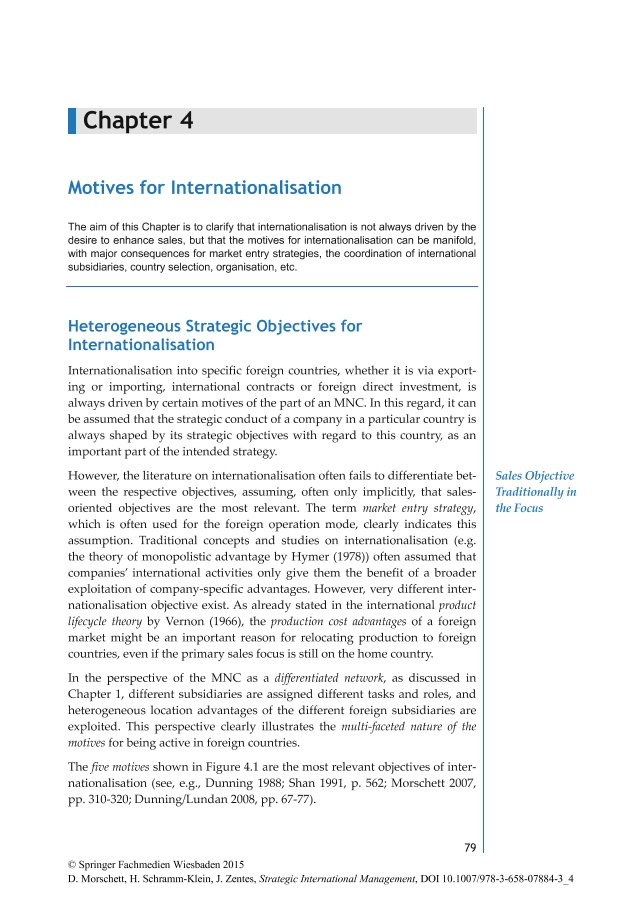 Chapter 4
Motives for Internationalisation
The aim of this Chapter is to clarify that internationalisation is not always driven by the
desire to enhance sales, but that the motives for internationalisation can be manifold,
with major consequences for market entry strategies, the coordination of international
subsidiaries, country selection, organisation, etc.
Heterogeneous Strategic Objectives for
Internationalisation
Internationalisation into specific foreign countries, whether it is via export-
ing or importing, international contracts or foreign direct investment, is
always driven by certain motives of the part of an MNC. In this regard, it can
be assumed that the strategic conduct of a company in a particular country is
always shaped by its strategic objectives with regard to this country, as an
important part of the intended strategy.
However, the literature on internationalisation often fails to differentiate bet-
ween the respective objectives, assuming, often only implicitly, that sales-
oriented objectives are the most relevant. The term market entry strategy,
which is often used for the foreign operation mode, clearly indicates this
assumption. Traditional concepts and studies on internationalisation (e.g.
the theory of monopolistic advantage by Hymer (1978)) often assumed that
companies' international activities only give them the benefit of a broader
exploitation of company-specific advantages. However, very different inter-
nationalisation objective exist. As already stated in the international product
lifecycle theory by Vernon (1966), the production cost advantages of a foreign
market might be an important reason for relocating production to foreign
countries, even if the primary sales focus is still on the home country.
Sales Objective
Traditionally in
the Focus
In the perspective of the MNC as a differentiated network, as discussed in
Chapter 1, different subsidiaries are assigned different tasks and roles, and
heterogeneous location advantages of the different foreign subsidiaries are
exploited. This perspective clearly illustrates the multi-faceted nature of the
motives for being active in foreign countries.
The five motives shown in Figure 4.1 are the most relevant objectives of inter-
nationalisation (see, e.g., Dunning 1988; Shan 1991, p. 562; Morschett 2007,
pp. 310-320; Dunning/Lundan 2008, pp. 67-77).
79
© Springer Fachmedien Wiesbaden 2015
D. Morschett, H. Schramm-Klein, J. Zentes, Strategic International Management, DOI 10.1007/978-3-658-07884-3_4